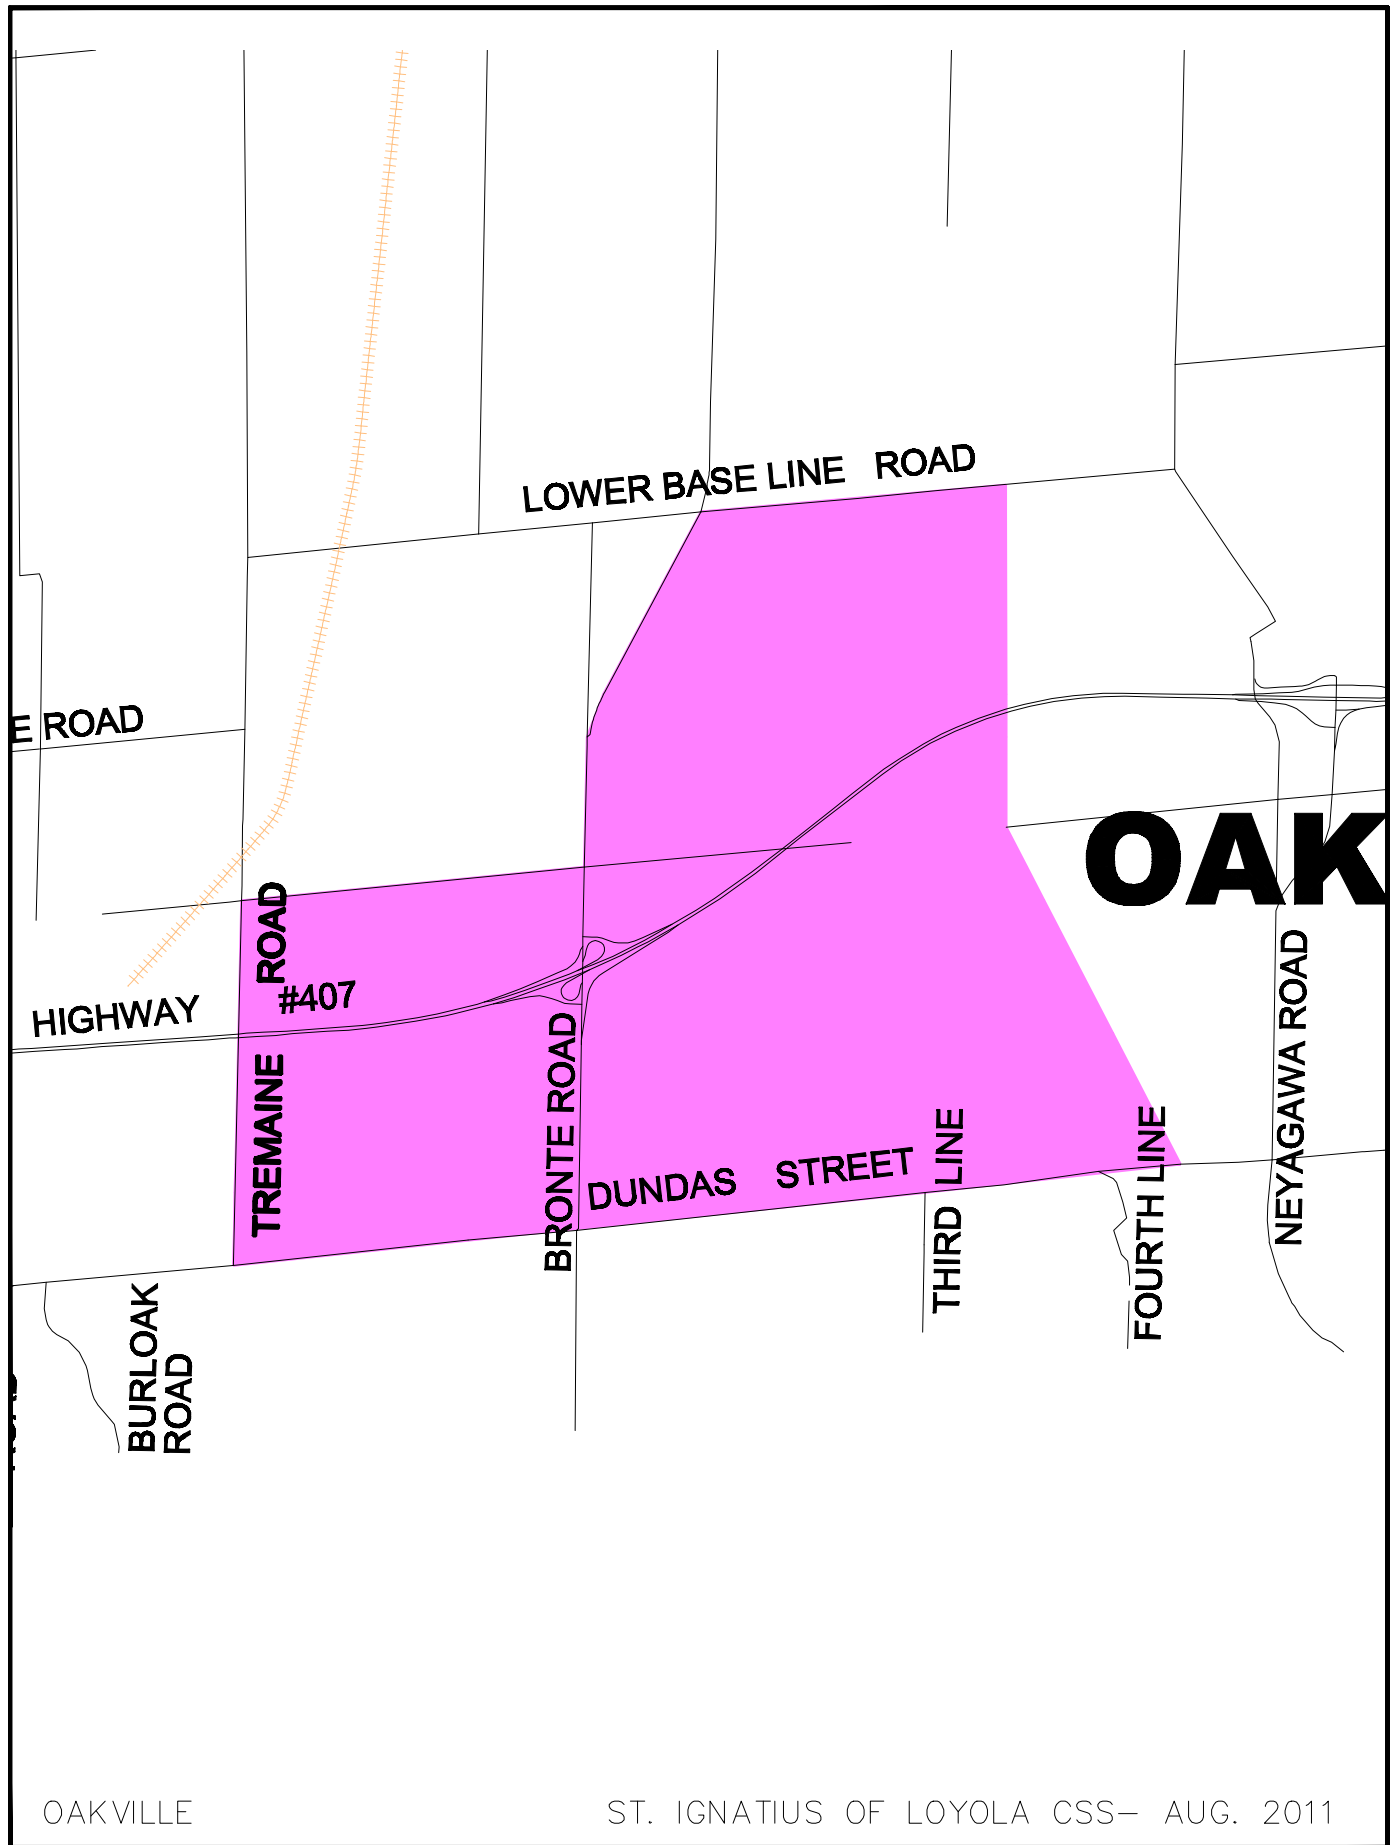 LOWER BASE LINE ROAD
E ROAD
OAK
HIGHWAY #407
TREMAINE ROAD
BRONTE ROAD
DUNDAS STREET
THIRD LINE
FOURTH LINE
NEYAGAWA ROAD
BURLOAK
ROAD
OAKVILLE
ST. IGNATIUS OF LOYOLA CSS- AUG. 2011